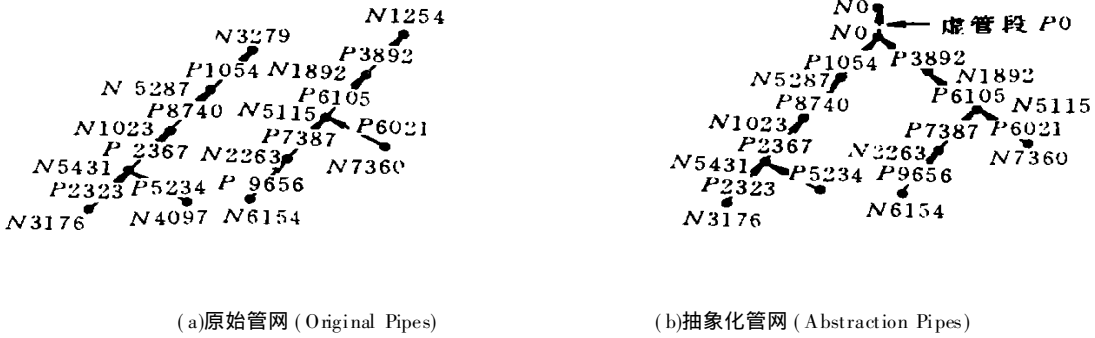 N1254
N3279
P3892
P1054
N1892
N 5287
P6105
P8740
N5115
P6021
N1023
P7387
P 2367
N2263
N7360
N5431
P2323
P5234
P 9656
N3176
N4097
N6154
(a)原始管网 (Original Pipes)
N0
虚管段 P0
N0
P1054
P3892
N5287
N1892
P8740
P6105
N5115
N1023
P7387
P6021
P2367
N2263
N7360
N5431
P5234
P9656
P2323
N3176
N6154
(b)抽象化管网 (Abstraction Pipes)